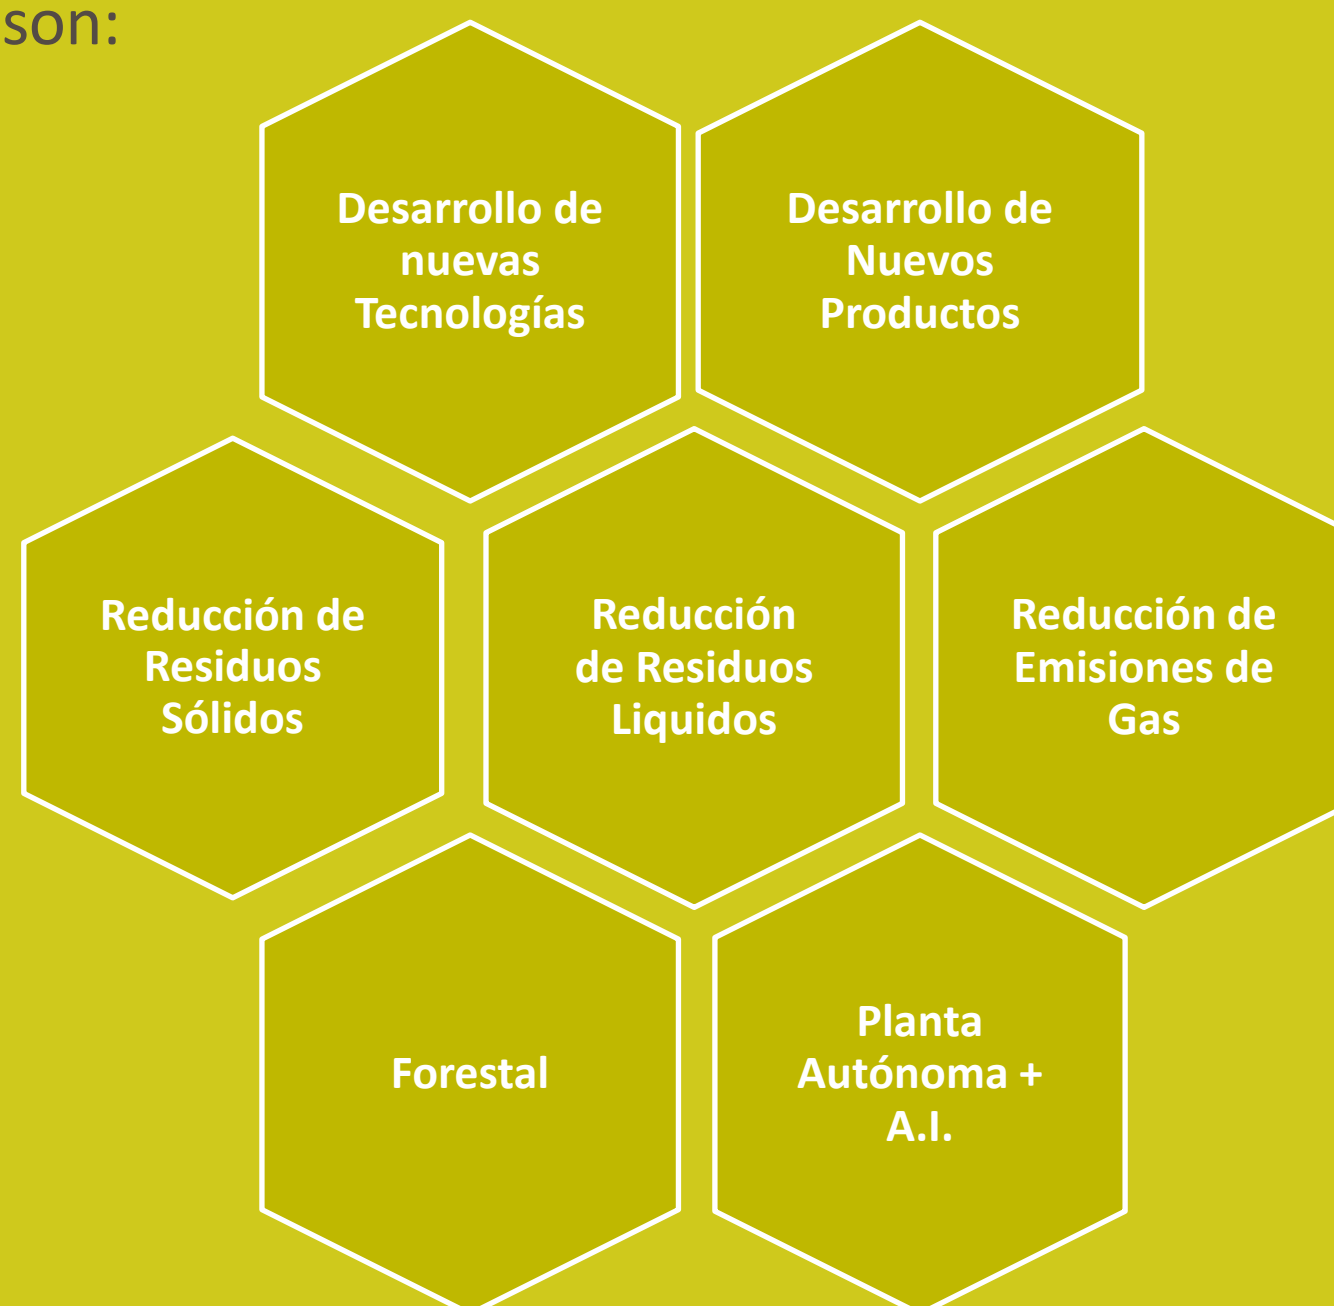 son:
Desarrollo de
nuevas
Tecnologías
Desarrollo de
Nuevos
Productos
Reducción de
Residuos
Sólidos
Reducción
de Residuos
Liquidos
Reducción de
Emisiones de
Gas
Forestal
Planta
Autónoma +
A.I.